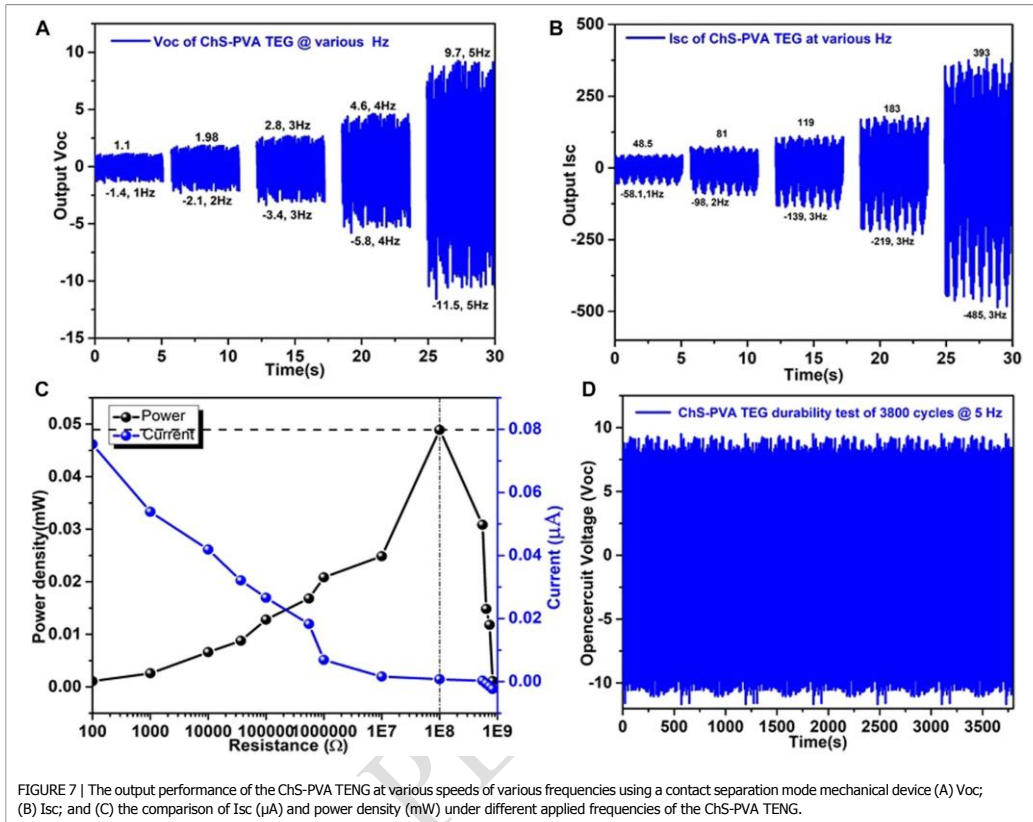 A
Voc of ChS-PVA TEG @ various Hz
Output Voc
10
5
0
-5
-10
-15
1.1
-1.4, 1Hz
1.98
-2.1, 2Hz
2.8, 3Hz
-3.4, 3Hz
4.6, 4Hz
-5.8, 4Hz
9.7, 5Hz
-11.5, 5Hz
0 5 10 15 20 25 30
Time(s)
B
Isc of ChS-PVA TEG at various Hz
Output Isc
500
250
0
-250
-500
48.5
-58.1,1Hz
81
-98, 2Hz
119
-139, 3Hz
183
-219, 3Hz
393
-485, 3Hz
0 5 10 15 20 25 30
Time(s)
C
Power
Current
Power density(mW)
0.05
0.04
0.03
0.02
0.01
0.00
Current (µA)
0.08
0.06
0.04
0.02
0.00
100 1000 10000 100000 1000000 1E7 1E8 1E9
Resistance (Ω)
D
ChS-PVA TEG durability test of 3800 cycles @ 5 Hz
Opencercuit Voltage (Voc)
10
5
0
-5
-10
0 500 1000 1500 2000 2500 3000 3500
Time(s)
FIGURE 7 | The output performance of the ChS-PVA TENG at various speeds of various frequencies using a contact separation mode mechanical device (A) Voc;
(B) Isc; and (C) the comparison of Isc (µA) and power density (mW) under different applied frequencies of the ChS-PVA TENG.